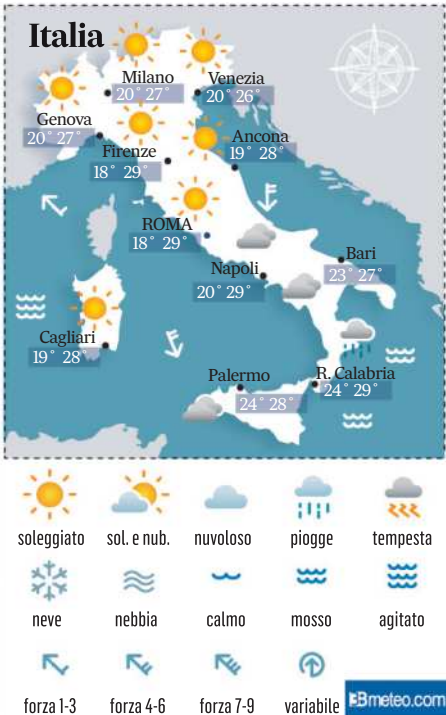 Italia
Milano
20° 27°
Venezia
20° 26°
Genova
20° 27°
Firenze
18° 29°
Ancona
19° 28°
ROMA
18° 29°
Napoli
20° 29°
Bari
23° 27°
Cagliari
19° 28°
Palermo
24° 28°
R. Calabria
24° 29°
soleggiato sol. e nub. nuvoloso piogge tempesta
neve nebbia calmo mosso agitato
forza 1-3 forza 4-6 forza 7-9 variabile
3Bmeteo.com